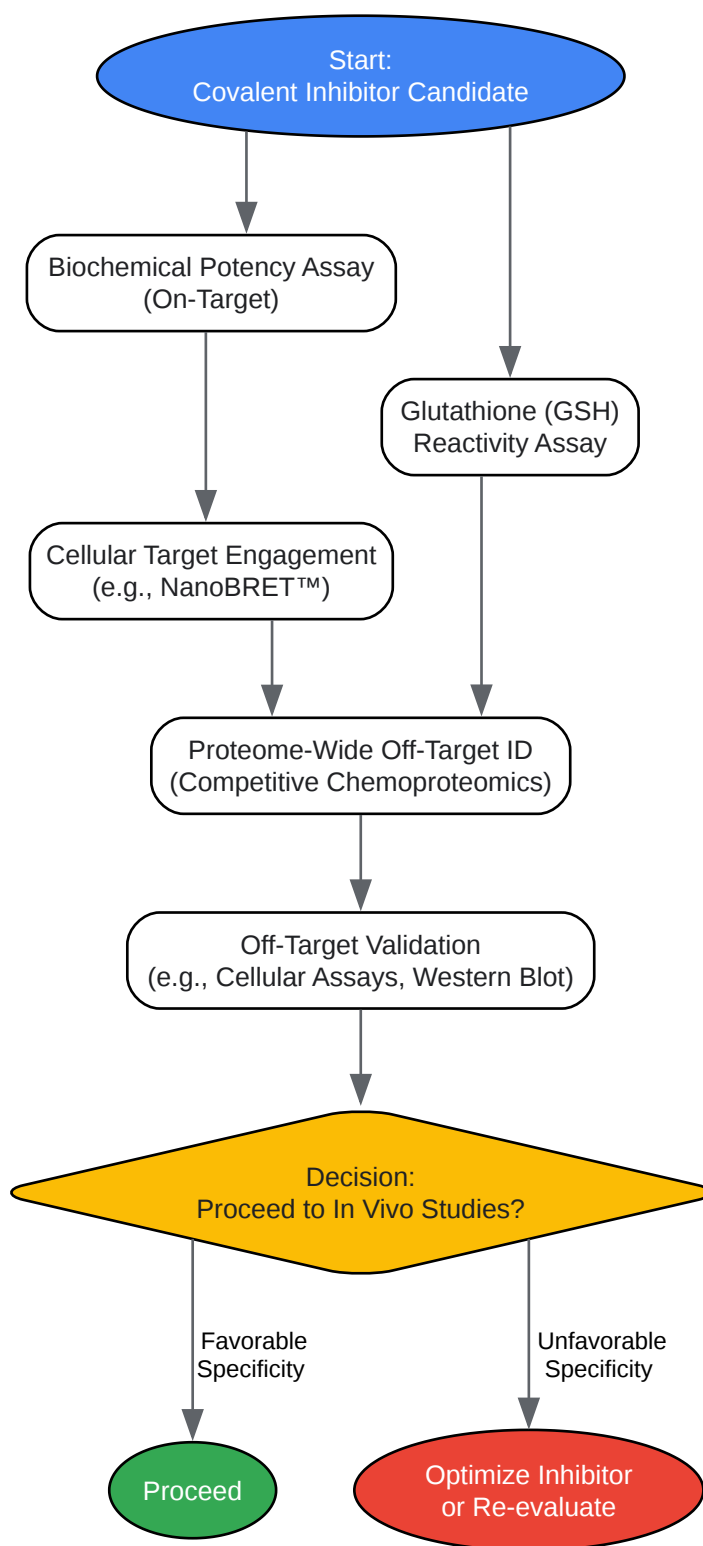 Start:
Covalent Inhibitor Candidate
Biochemical Potency Assay
(On-Target)
Glutathione (GSH)
Reactivity Assay
Cellular Target Engagement
(e.g., NanoBRET™)
Proteome-Wide Off-Target ID
(Competitive Chemoproteomics)
Off-Target Validation
(e.g., Cellular Assays, Western Blot)
Decision:
Proceed to In Vivo Studies?
Favorable
Specificity
Unfavorable
Specificity
Proceed
Optimize Inhibitor
or Re-evaluate